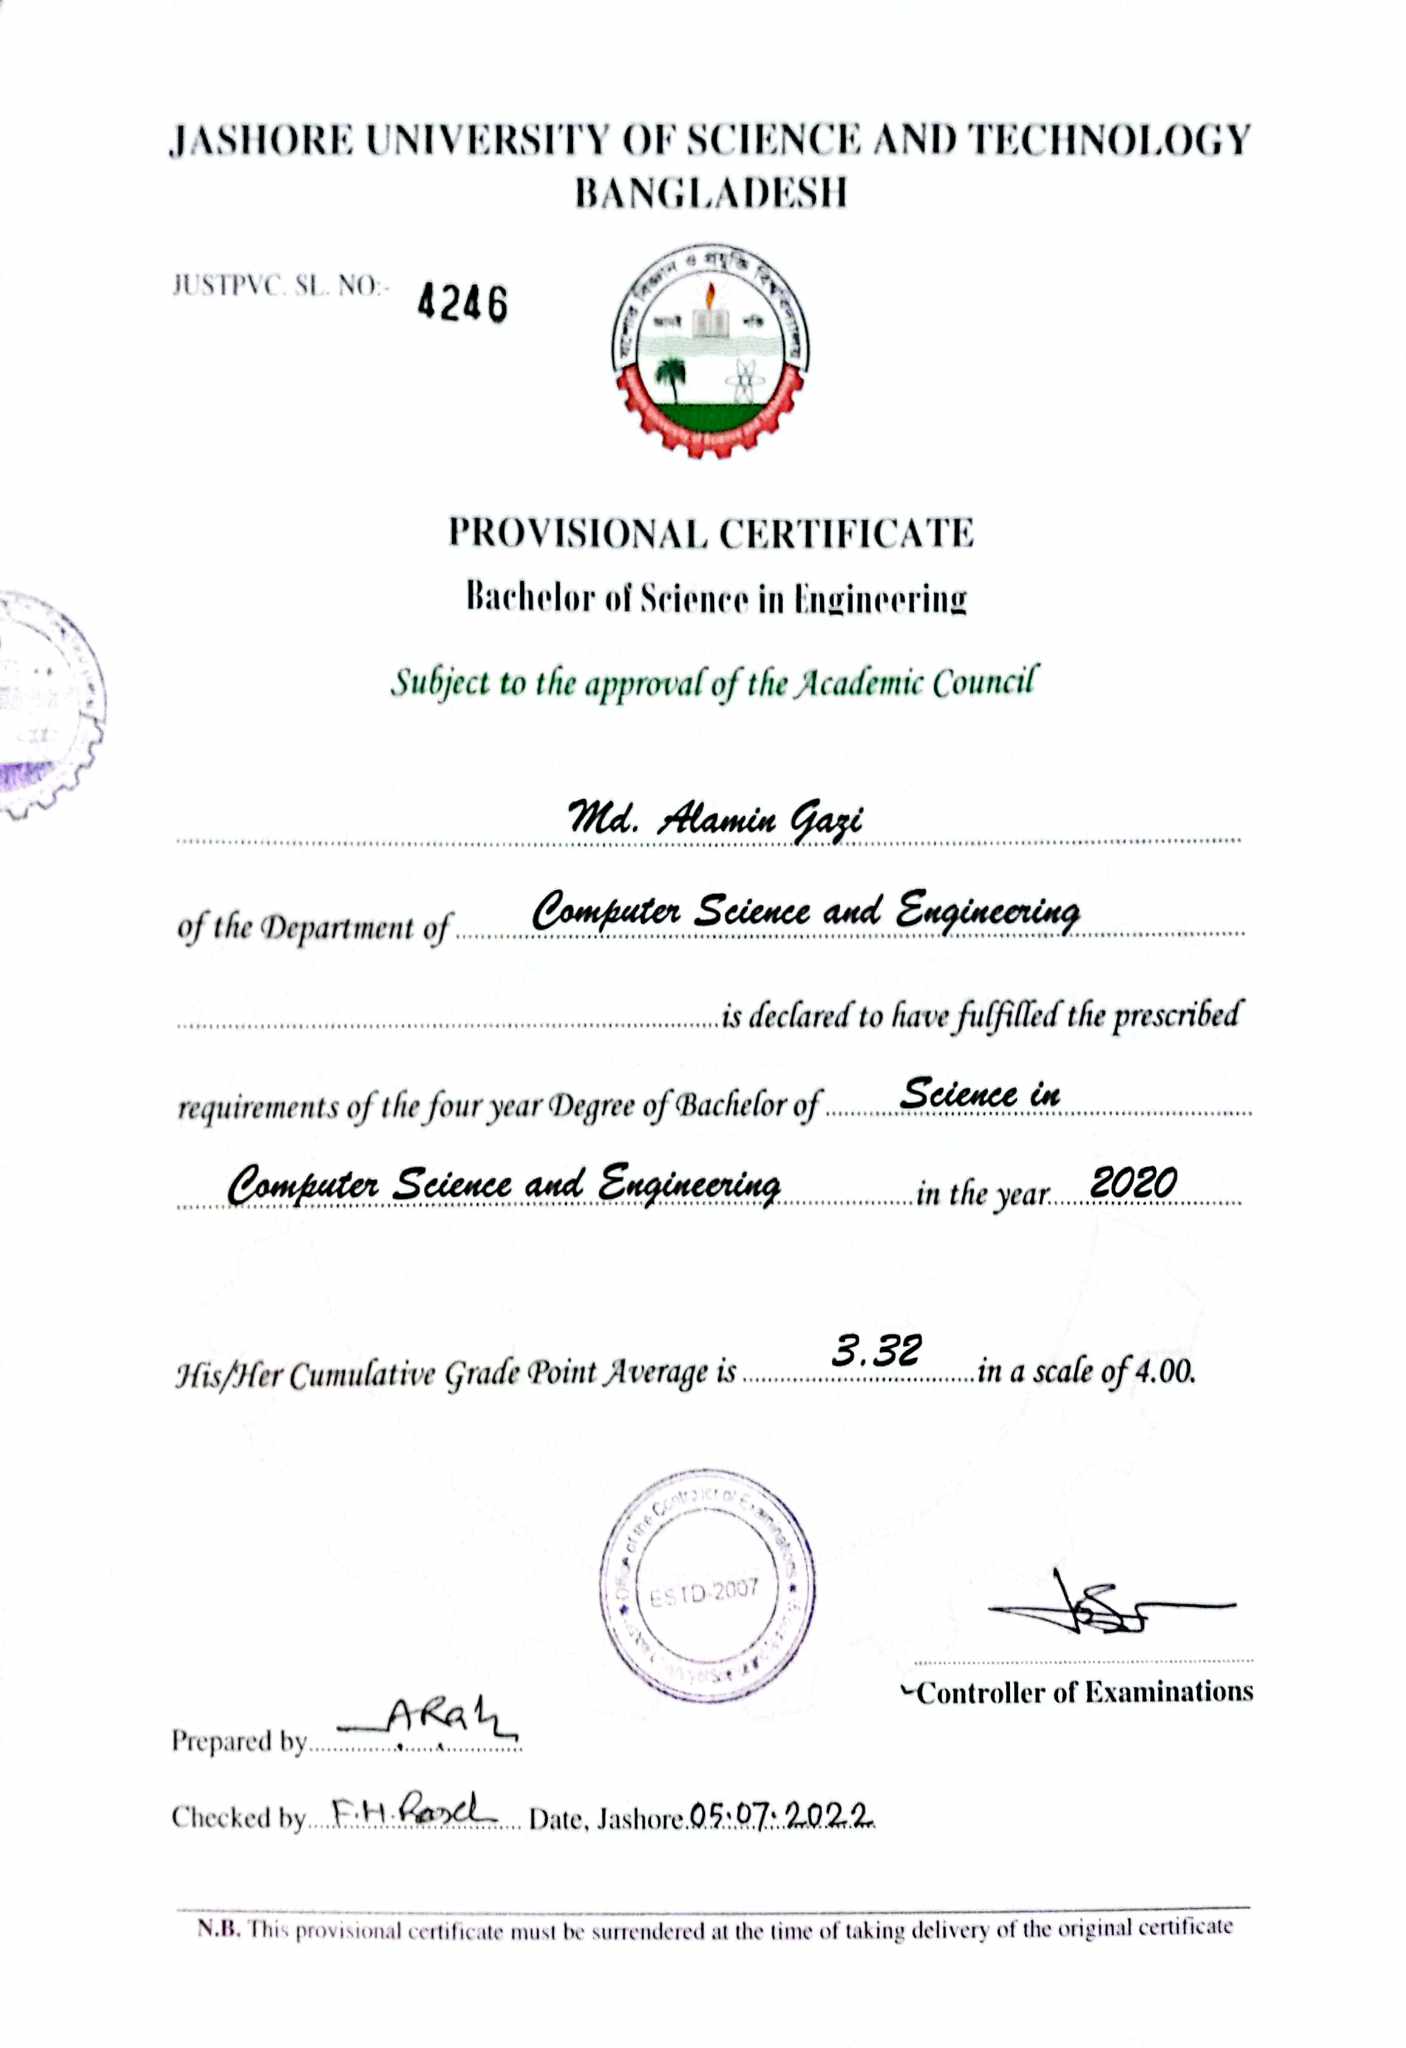 JASHORE UNIVERSITY OF SCIENCE AND TECHNOLOGY
BANGLADESH
JUSTPVC. SL. NO:- 4246
যশোর বিজ্ঞান ও প্রযুক্তি বিশ্ববিদ্যালয়
PROVISIONAL CERTIFICATE
Bachelor of Science in Engineering
Subject to the approval of the Academic Council
Md. Alamin Gazi
of the Department of Computer Science and Engineering
is declared to have fulfilled the prescribed
requirements of the four year Degree of Bachelor of Science in
Computer Science and Engineering in the year 2020
His/Her Cumulative Grade Point Average is 3.32 in a scale of 4.00.
Office of the Controller of Examinations
ESTD-2007
Controller of Examinations
Prepared by
Checked by F.H.Rasel Date, Jashore 05.07.2022
N.B. This provisional certificate must be surrendered at the time of taking delivery of the original certificate